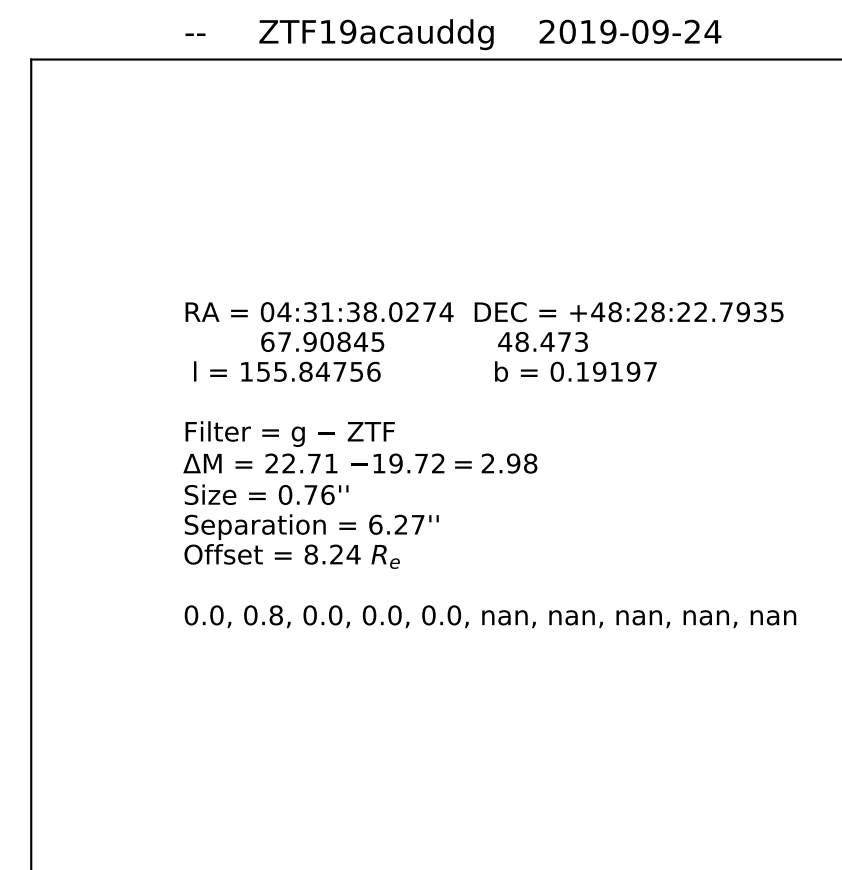 -- ZTF19acauddg 2019-09-24
RA = 04:31:38.0274 DEC = +48:28:22.7935
67.90845 48.473
l = 155.84756 b = 0.19197
Filter = g − ZTF
ΔM = 22.71 −19.72 = 2.98
Size = 0.76''
Separation = 6.27''
Offset = 8.24 Re
0.0, 0.8, 0.0, 0.0, 0.0, nan, nan, nan, nan, nan